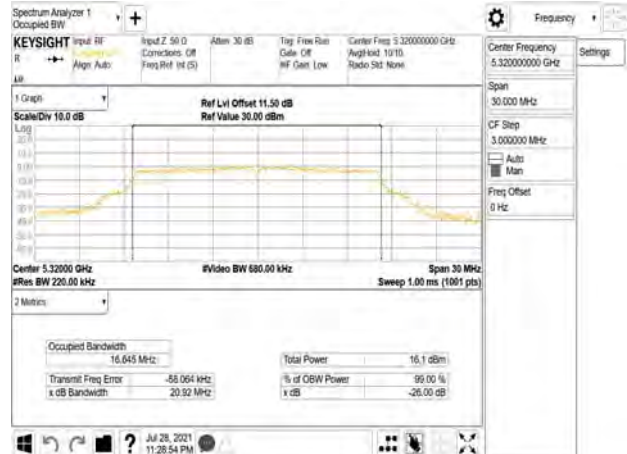 Spectrum Analyzer 1
Occupied BW
Frequency
KEYSIGHT
Input: RF
Input Z: 50 Ω
Atten: 30 dB
Trig: Free Run
Center Freq: 5.320000000 GHz
R
Corrections: Off
Gate: Off
Avg|Hold: 10/10
Align: Auto
Freq Ref: Int (S)
#IF Gain: Low
Radio Std: None
Center Frequency
5.320000000 GHz
Settings
Span
30.000 MHz
CF Step
3.000000 MHz
Auto
Man
Freq Offset
0 Hz
1 Graph
Scale/Div 10.0 dB
Ref Lvl Offset 11.50 dB
Ref Value 30.00 dBm
Log
Center 5.32000 GHz
#Video BW 680.00 kHz
Span 30 MHz
#Res BW 220.00 kHz
Sweep 1.00 ms (1001 pts)
2 Metrics
Occupied Bandwidth
16.645 MHz
Total Power
16.1 dBm
Transmit Freq Error
-58.064 kHz
% of OBW Power
99.00 %
x dB Bandwidth
20.92 MHz
x dB
-26.00 dB
?
Jul 28, 2021
11:28:54 PM